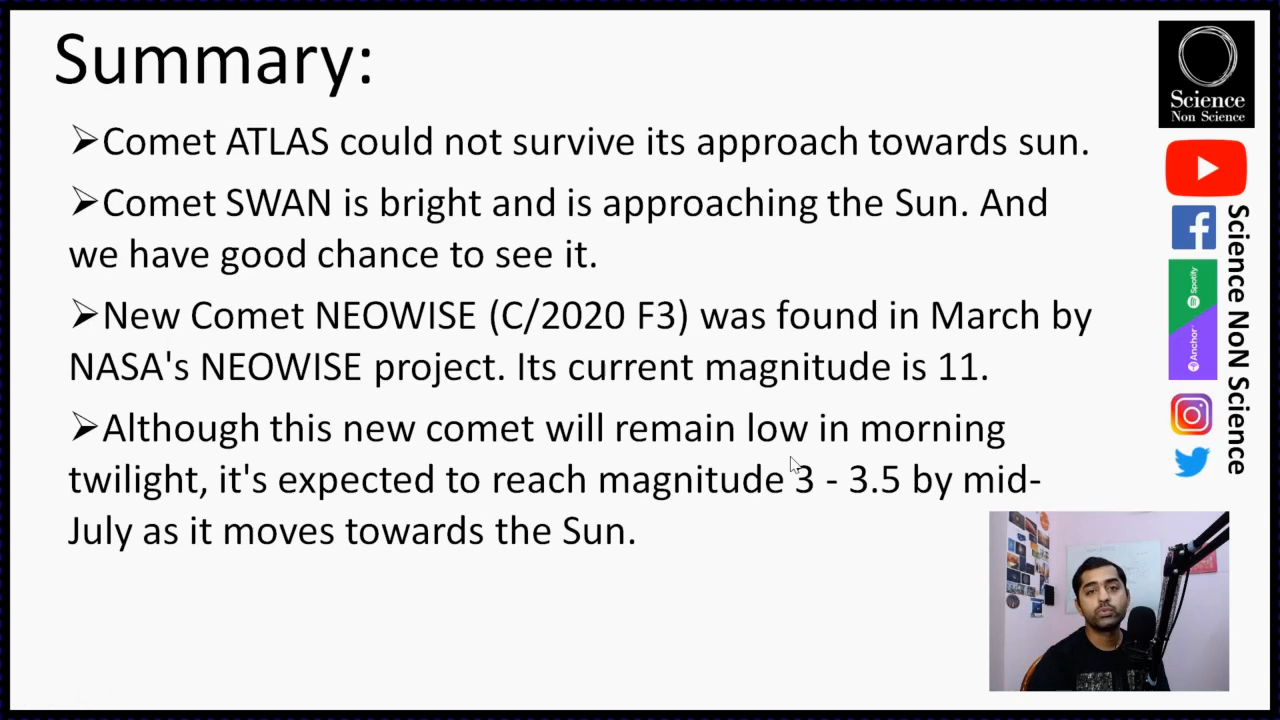 Summary:
➢Comet ATLAS could not survive its approach towards sun.
➢Comet SWAN is bright and is approaching the Sun. And
we have good chance to see it.
➢New Comet NEOWISE (C/2020 F3) was found in March by
NASA's NEOWISE project. Its current magnitude is 11.
➢Although this new comet will remain low in morning
twilight, it's expected to reach magnitude 3 - 3.5 by mid-
July as it moves towards the Sun.
Science
Non Science
Spotify
Anchor
Science NoN Science